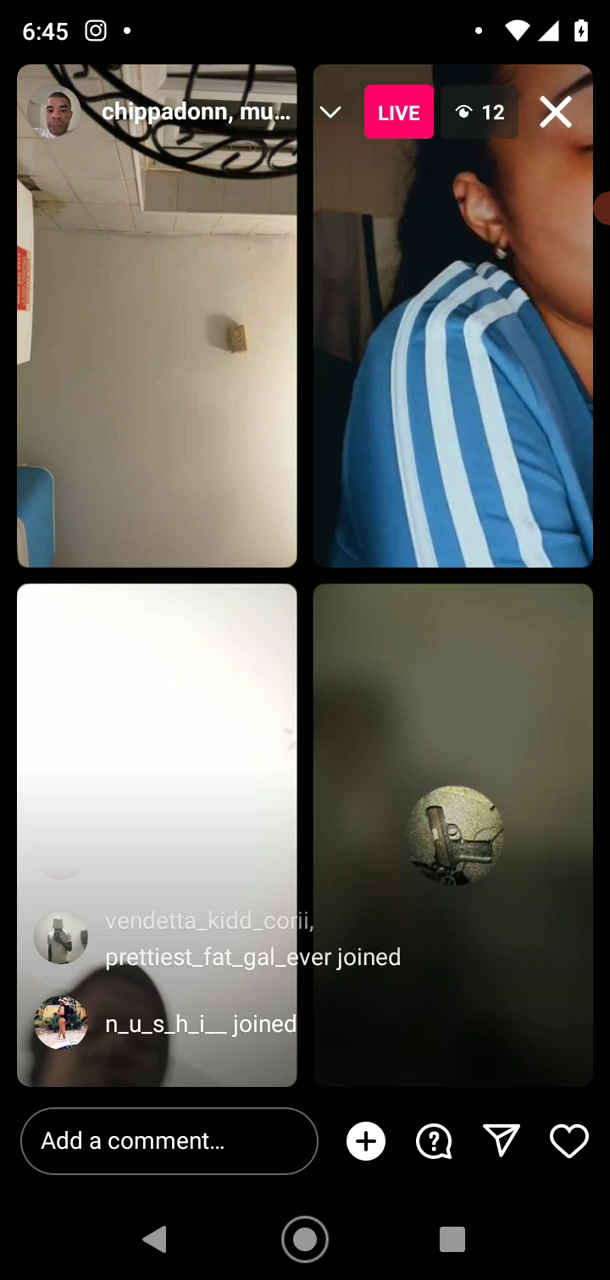 6:45
chippadonn, mu...
LIVE
12
vendetta_kidd_corii,
prettiest_fat_gal_ever joined
n_u_s_h_i__ joined
Add a comment...